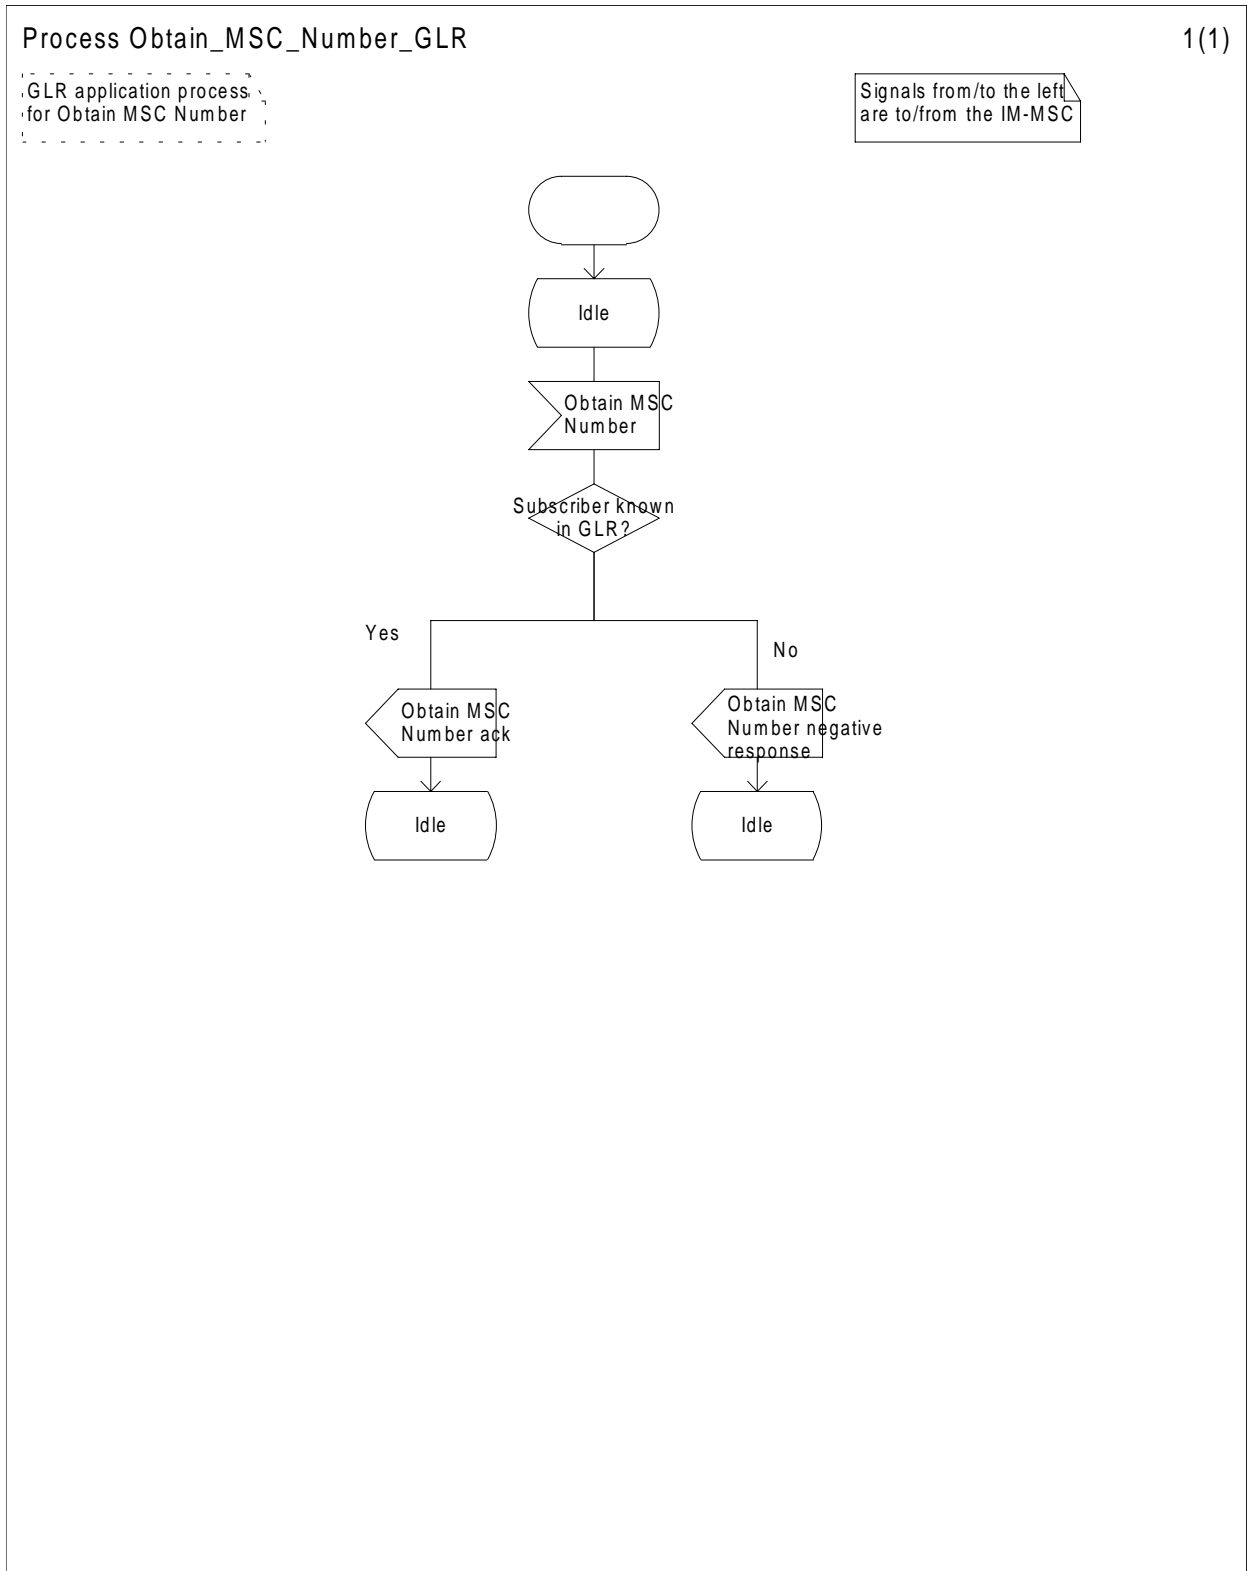 Process Obtain_MSC_Number_GLR
1(1)
GLR application process
for Obtain MSC Number
Signals from/to the left
are to/from the IM-MSC
Idle
Obtain MSC
Number
Subscriber known
in GLR?
Yes
No
Obtain MSC
Number ack
Obtain MSC
Number negative
response
Idle
Idle